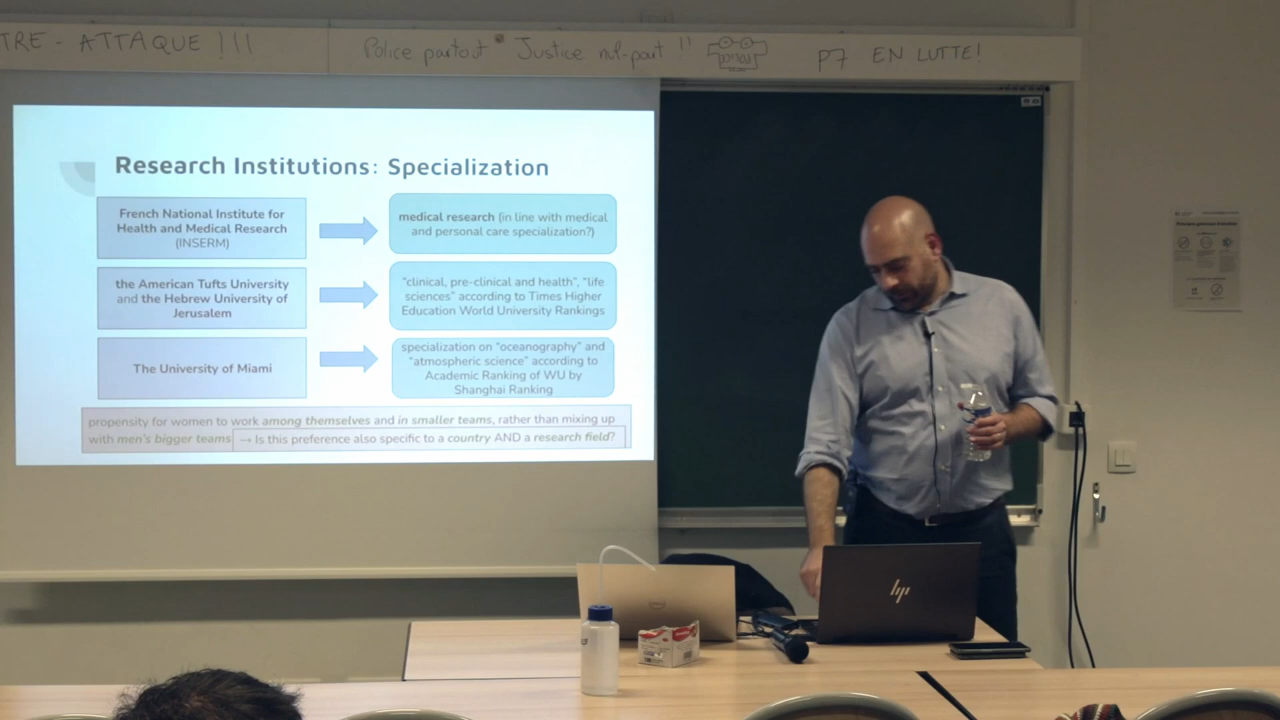 TRE - ATTAQUE !!!
Police partout Justice nul-part !!
P7 EN LUTTE!
Research Institutions: Specialization
French National Institute for
Health and Medical Research
(INSERM)
medical research (in line with medical
and personal care specialization?)
the American Tufts University
and the Hebrew University of
Jerusalem
"clinical, pre-clinical and health", "life
sciences" according to Times Higher
Education World University Rankings
The University of Miami
specialization on "oceanography" and
"atmospheric science" according to
Academic Ranking of WU by
Shanghai Ranking
propensity for women to work among themselves and in smaller teams, rather than mixing up
with men's bigger teams
→ Is this preference also specific to a country AND a research field?
hp